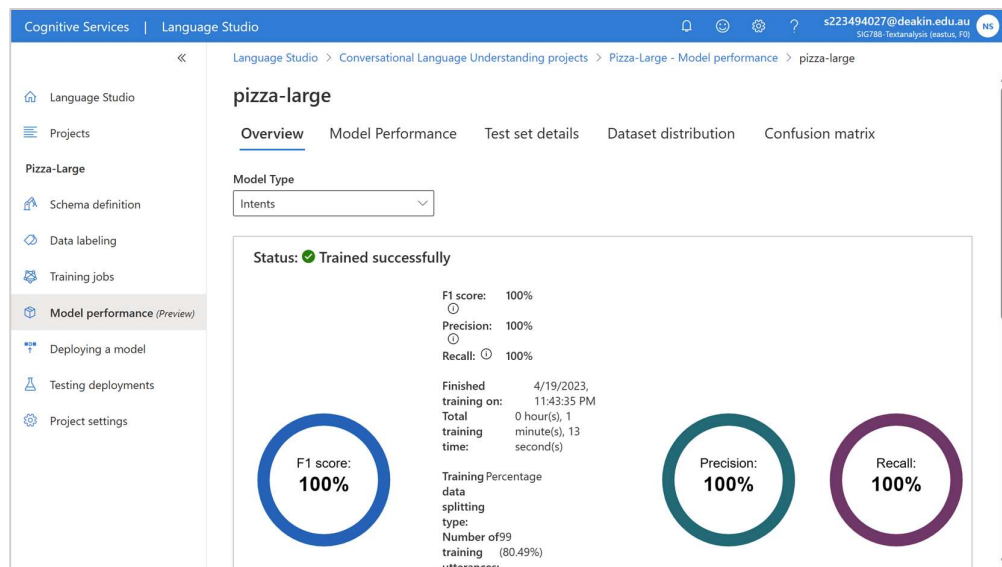 Cognitive Services | Language Studio
s223494027@deakin.edu.au
SIG788-Textanalysis (eastus, F0)
NS
Language Studio > Conversational Language Understanding projects > Pizza-Large - Model performance > pizza-large
Language Studio
Projects
Pizza-Large
Schema definition
Data labeling
Training jobs
Model performance (Preview)
Deploying a model
Testing deployments
Project settings
pizza-large
Overview Model Performance Test set details Dataset distribution Confusion matrix
Model Type
Intents
Status: Trained successfully
F1 score:
100%
F1 score: 100%
Precision: 100%
Recall: 100%
Finished 4/19/2023,
training on: 11:43:35 PM
Total 0 hour(s), 1
training minute(s), 13
time: second(s)
Training Percentage
data
splitting
type:
Number of 99
training (80.49%)
utterances:
Precision:
100%
Recall:
100%